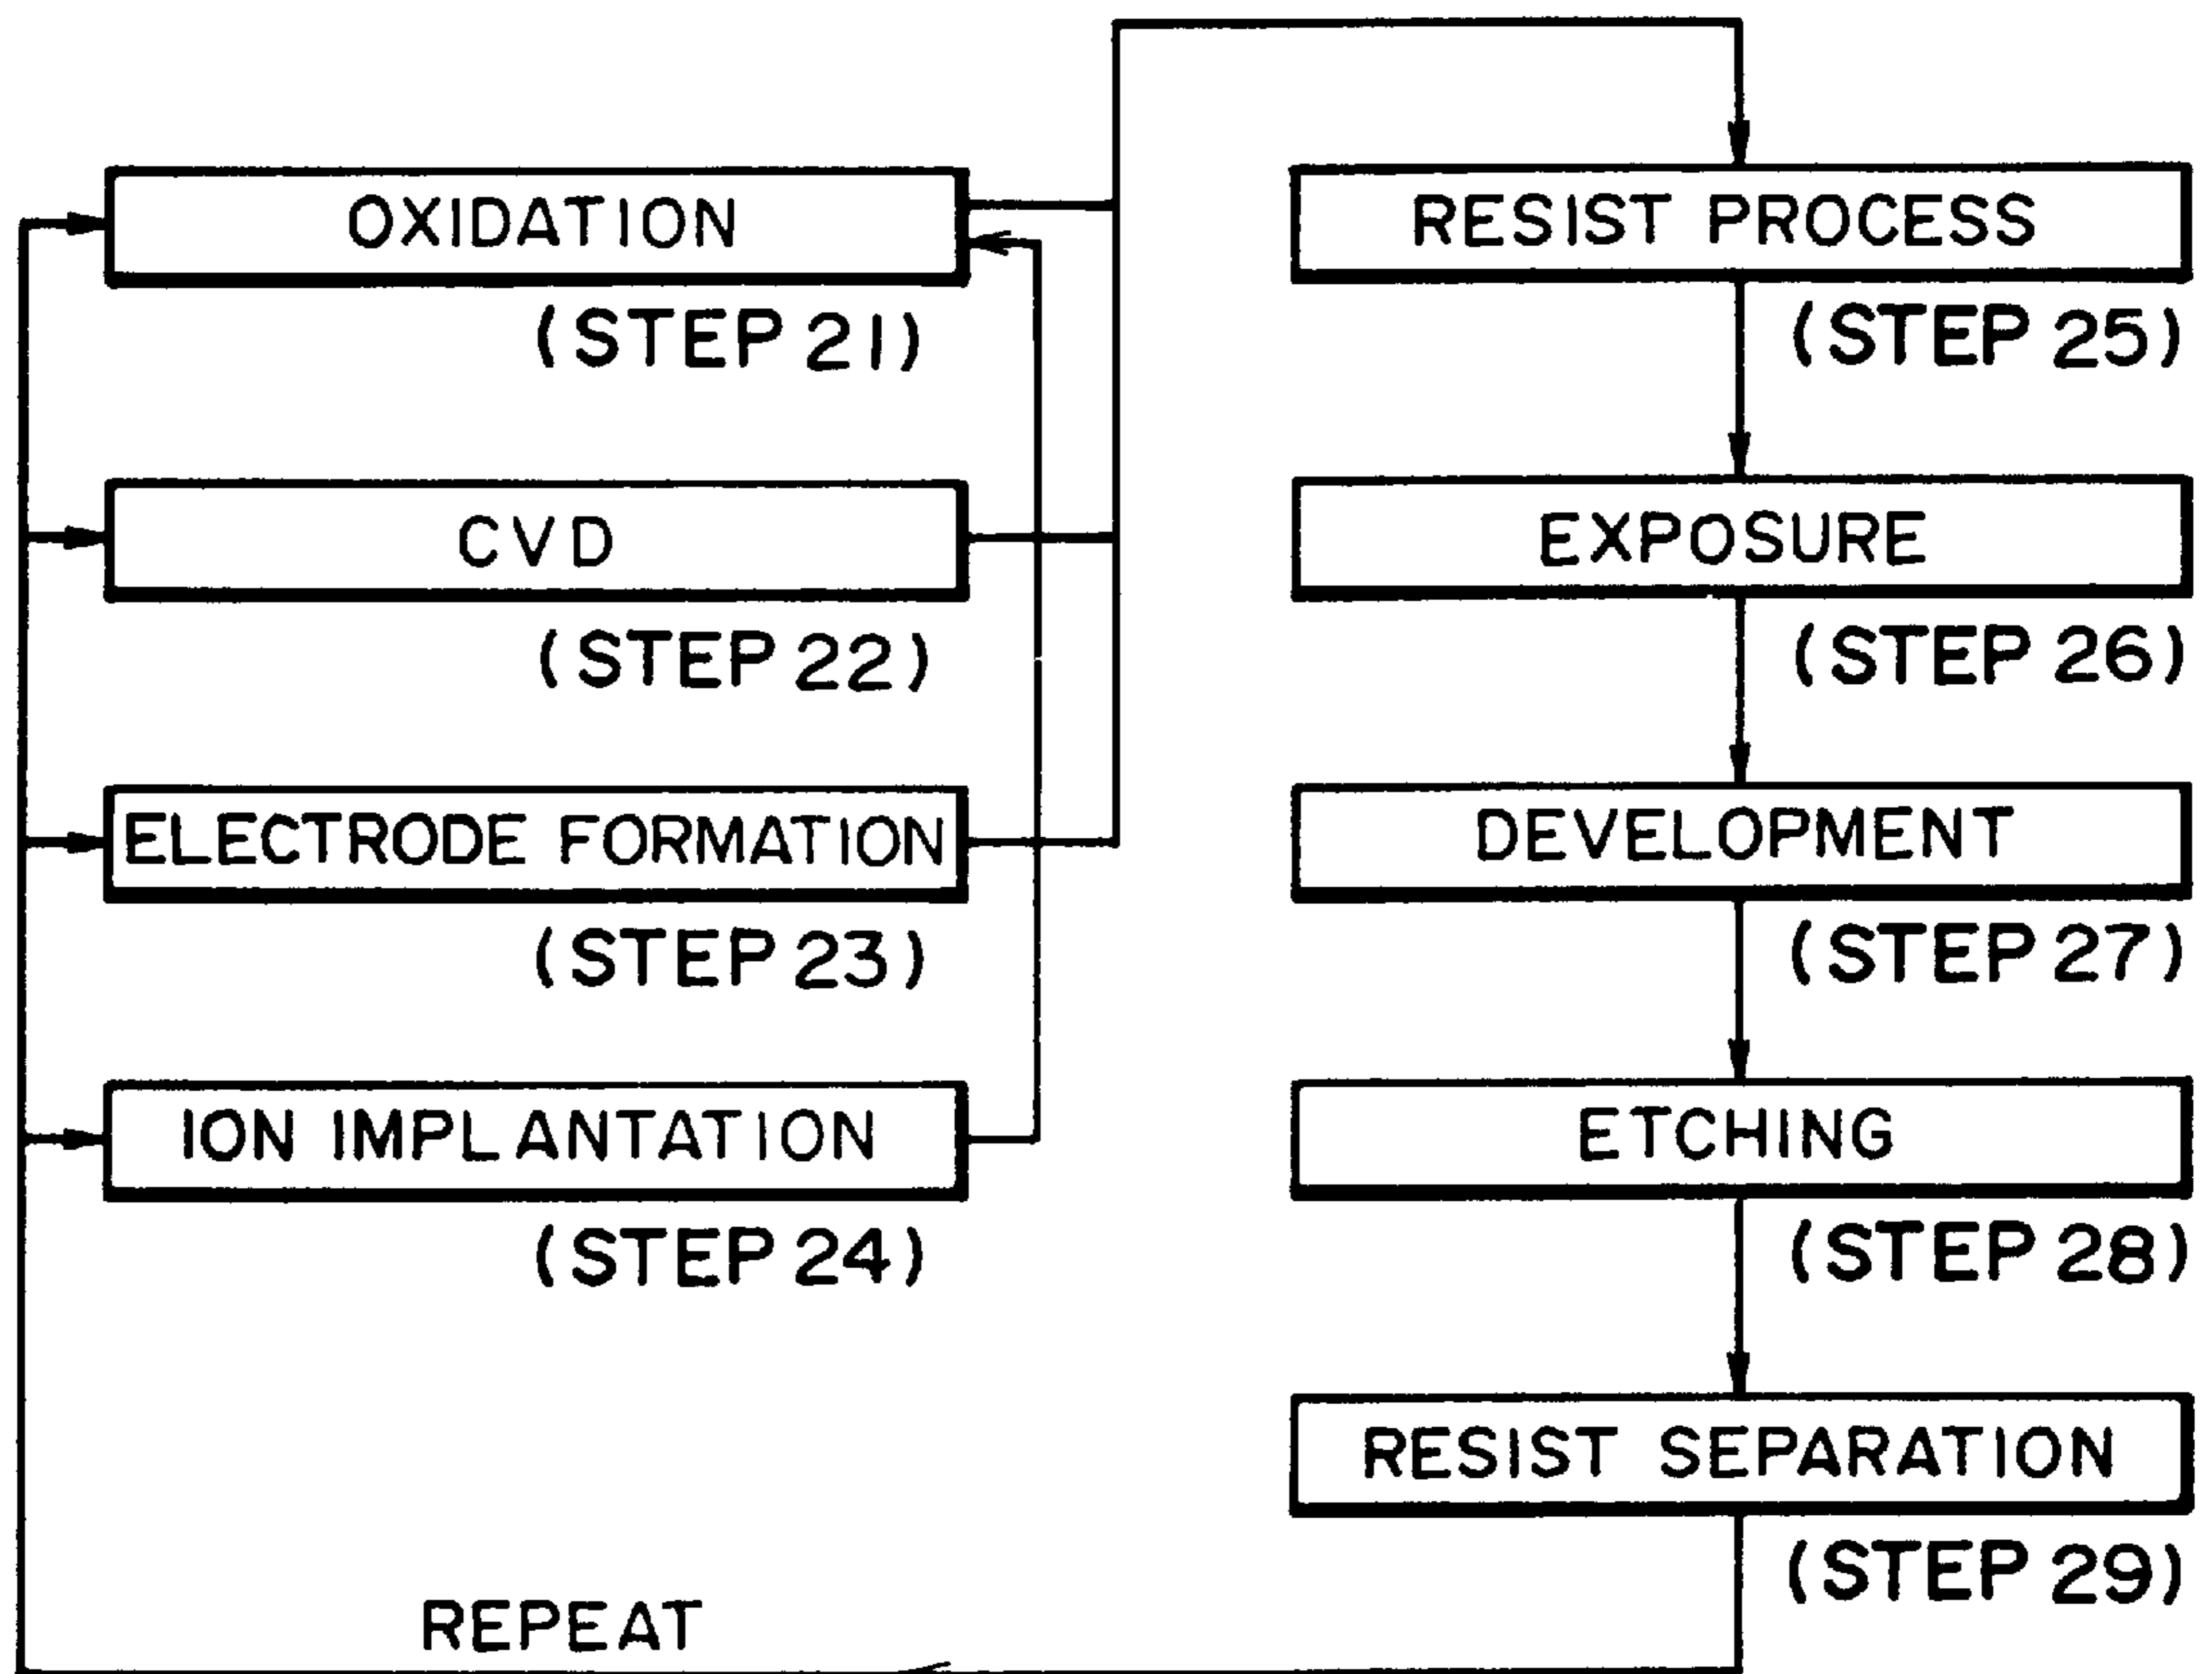 OXIDATION
(STEP 21)
CVD
(STEP 22)
ELECTRODE FORMATION
(STEP 23)
ION IMPLANTATION
(STEP 24)
RESIST PROCESS
(STEP 25)
EXPOSURE
(STEP 26)
DEVELOPMENT
(STEP 27)
ETCHING
(STEP 28)
RESIST SEPARATION
(STEP 29)
REPEAT